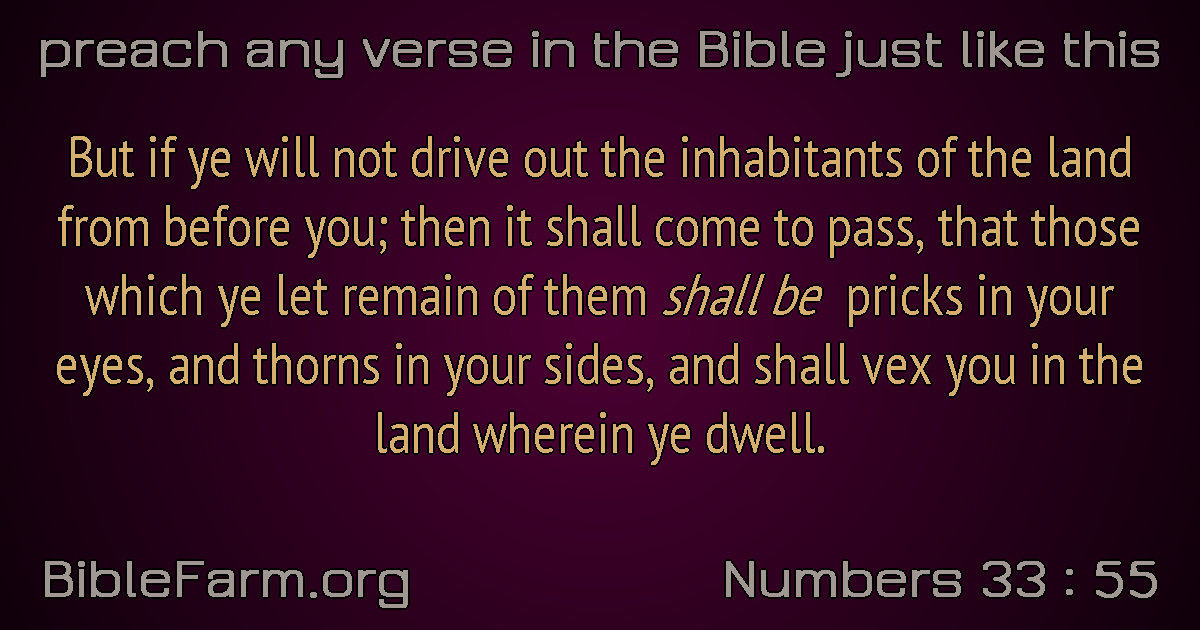 preach any verse in the Bible just like this
But if ye will not drive out the inhabitants of the land
from before you; then it shall come to pass, that those
which ye let remain of them shall be pricks in your
eyes, and thorns in your sides, and shall vex you in the
land wherein ye dwell.
BibleFarm.org
Numbers 33 : 55